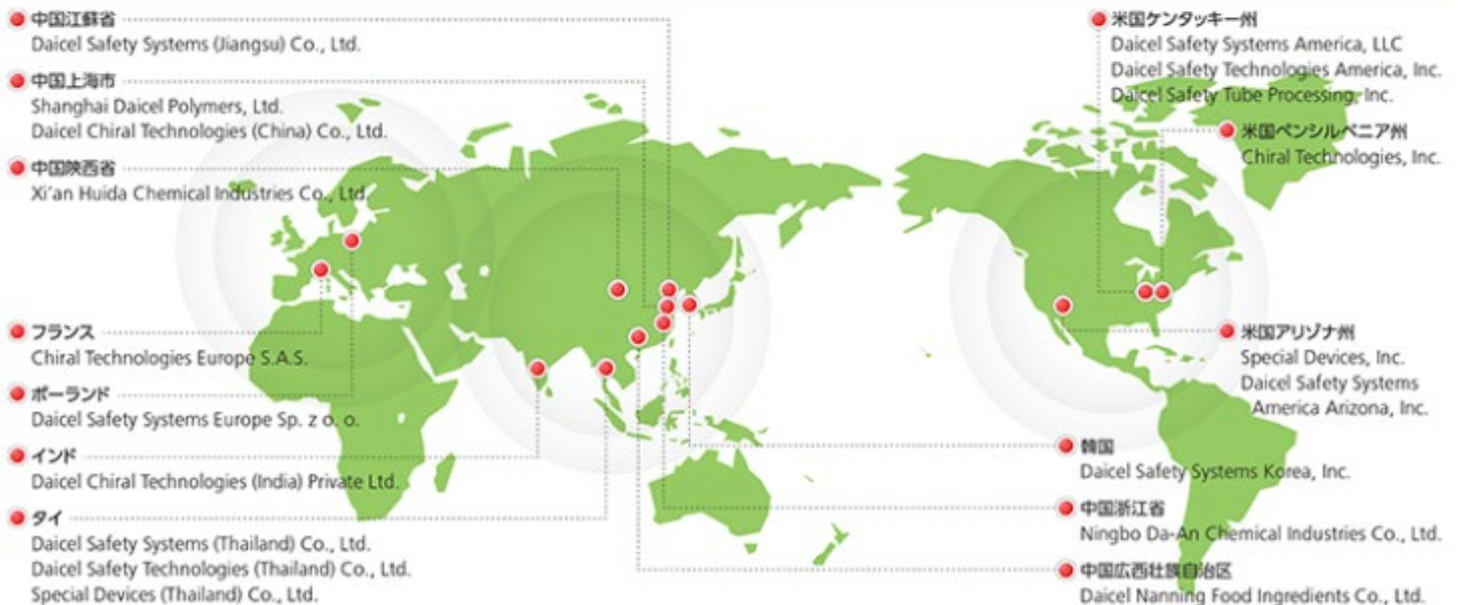 中国江蘇省
Daicel Safety Systems (Jiangsu) Co., Ltd.
中国上海市
Shanghai Daicel Polymers, Ltd.
Daicel Chiral Technologies (China) Co., Ltd.
中国陝西省
Xi'an Huida Chemical Industries Co., Ltd.
フランス
Chiral Technologies Europe S.A.S.
ポーランド
Daicel Safety Systems Europe Sp. z o. o.
インド
Daicel Chiral Technologies (India) Private Ltd.
タイ
Daicel Safety Systems (Thailand) Co., Ltd.
Daicel Safety Technologies (Thailand) Co., Ltd.
Special Devices (Thailand) Co., Ltd.
米国ケンタッキー州
Daicel Safety Systems America, LLC
Daicel Safety Technologies America, Inc.
Daicel Safety Tube Processing, Inc.
米国ペンシルベニア州
Chiral Technologies, Inc.
米国アリゾナ州
Special Devices, Inc.
Daicel Safety Systems
America Arizona, Inc.
韓国
Daicel Safety Systems Korea, Inc.
中国浙江省
Ningbo Da-An Chemical Industries Co., Ltd.
中国広西壮族自治区
Daicel Nanning Food Ingredients Co., Ltd.